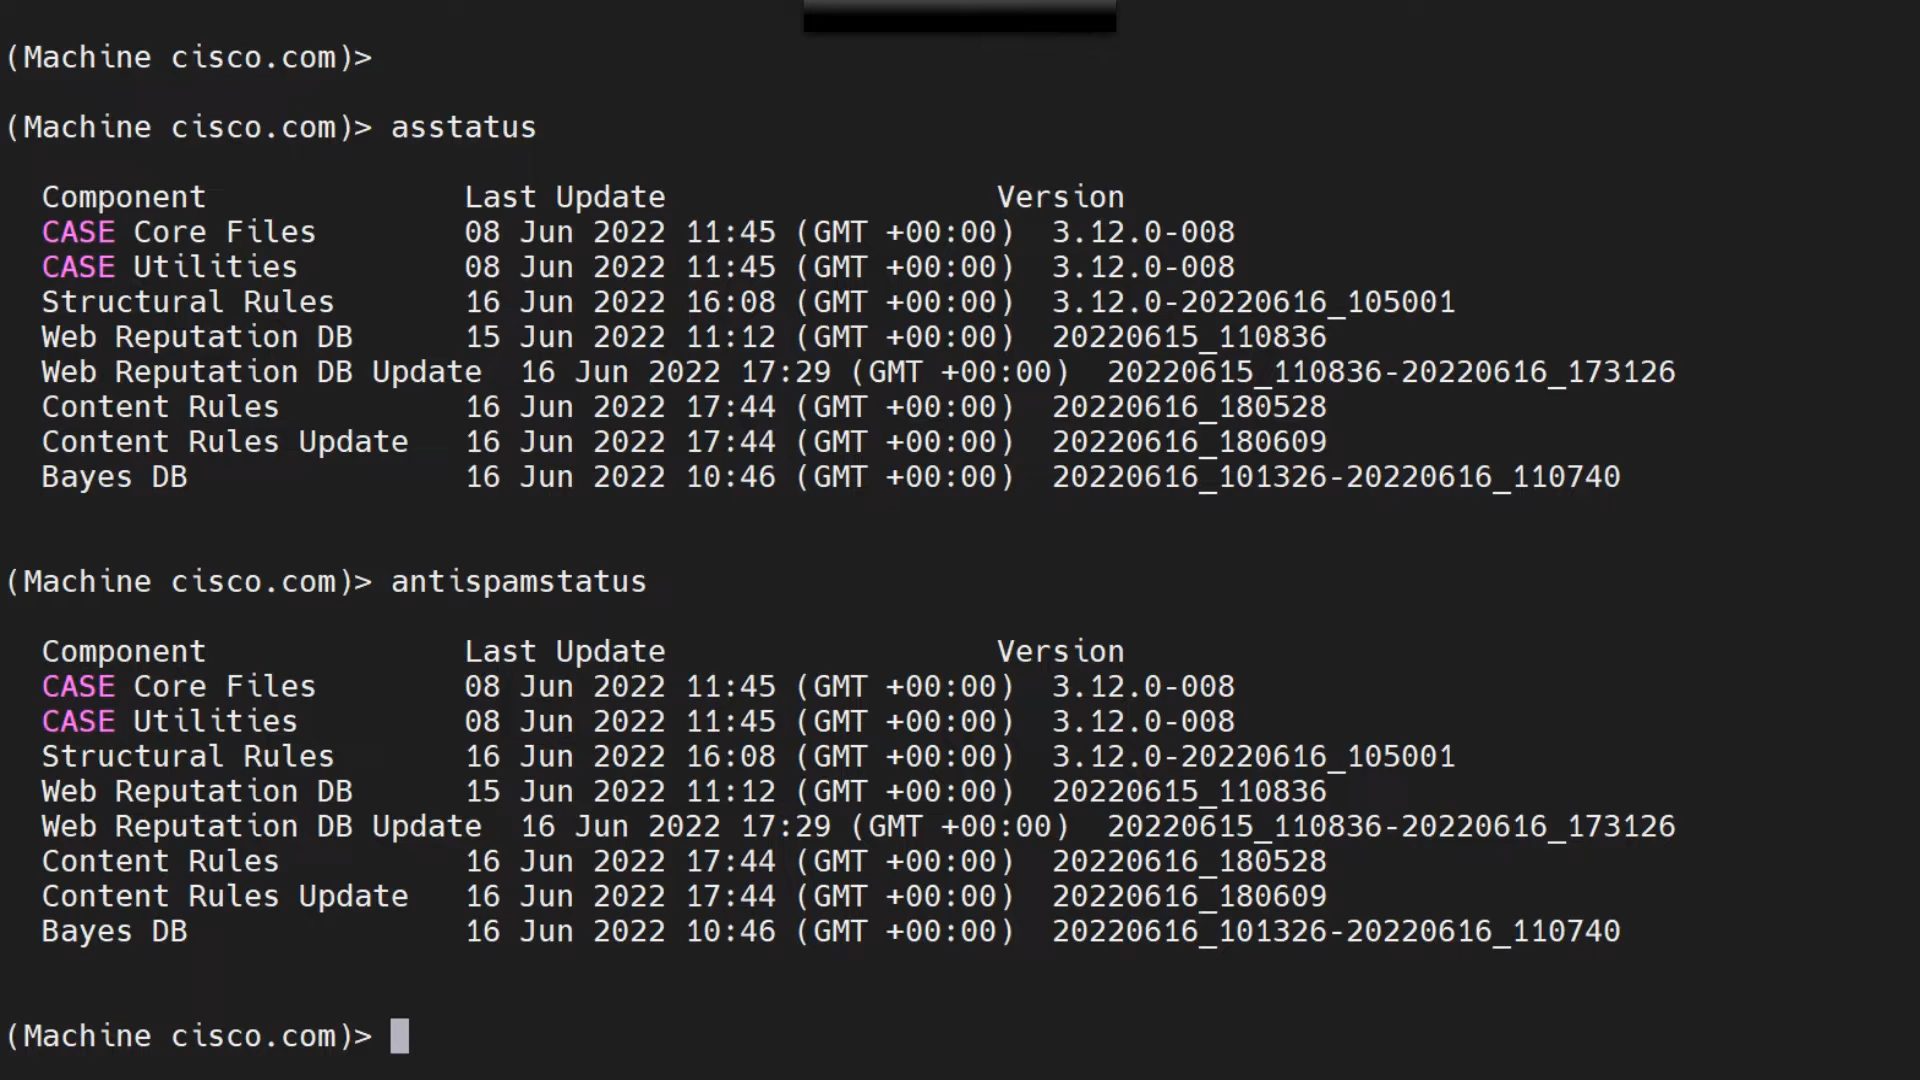 (Machine cisco.com)>
(Machine cisco.com)> asstatus
Component Last Update Version
CASE Core Files 08 Jun 2022 11:45 (GMT +00:00) 3.12.0-008
CASE Utilities 08 Jun 2022 11:45 (GMT +00:00) 3.12.0-008
Structural Rules 16 Jun 2022 16:08 (GMT +00:00) 3.12.0-20220616_105001
Web Reputation DB 15 Jun 2022 11:12 (GMT +00:00) 20220615_110836
Web Reputation DB Update 16 Jun 2022 17:29 (GMT +00:00) 20220615_110836-20220616_173126
Content Rules 16 Jun 2022 17:44 (GMT +00:00) 20220616_180528
Content Rules Update 16 Jun 2022 17:44 (GMT +00:00) 20220616_180609
Bayes DB 16 Jun 2022 10:46 (GMT +00:00) 20220616_101326-20220616_110740
(Machine cisco.com)> antispamstatus
Component Last Update Version
CASE Core Files 08 Jun 2022 11:45 (GMT +00:00) 3.12.0-008
CASE Utilities 08 Jun 2022 11:45 (GMT +00:00) 3.12.0-008
Structural Rules 16 Jun 2022 16:08 (GMT +00:00) 3.12.0-20220616_105001
Web Reputation DB 15 Jun 2022 11:12 (GMT +00:00) 20220615_110836
Web Reputation DB Update 16 Jun 2022 17:29 (GMT +00:00) 20220615_110836-20220616_173126
Content Rules 16 Jun 2022 17:44 (GMT +00:00) 20220616_180528
Content Rules Update 16 Jun 2022 17:44 (GMT +00:00) 20220616_180609
Bayes DB 16 Jun 2022 10:46 (GMT +00:00) 20220616_101326-20220616_110740
(Machine cisco.com)>